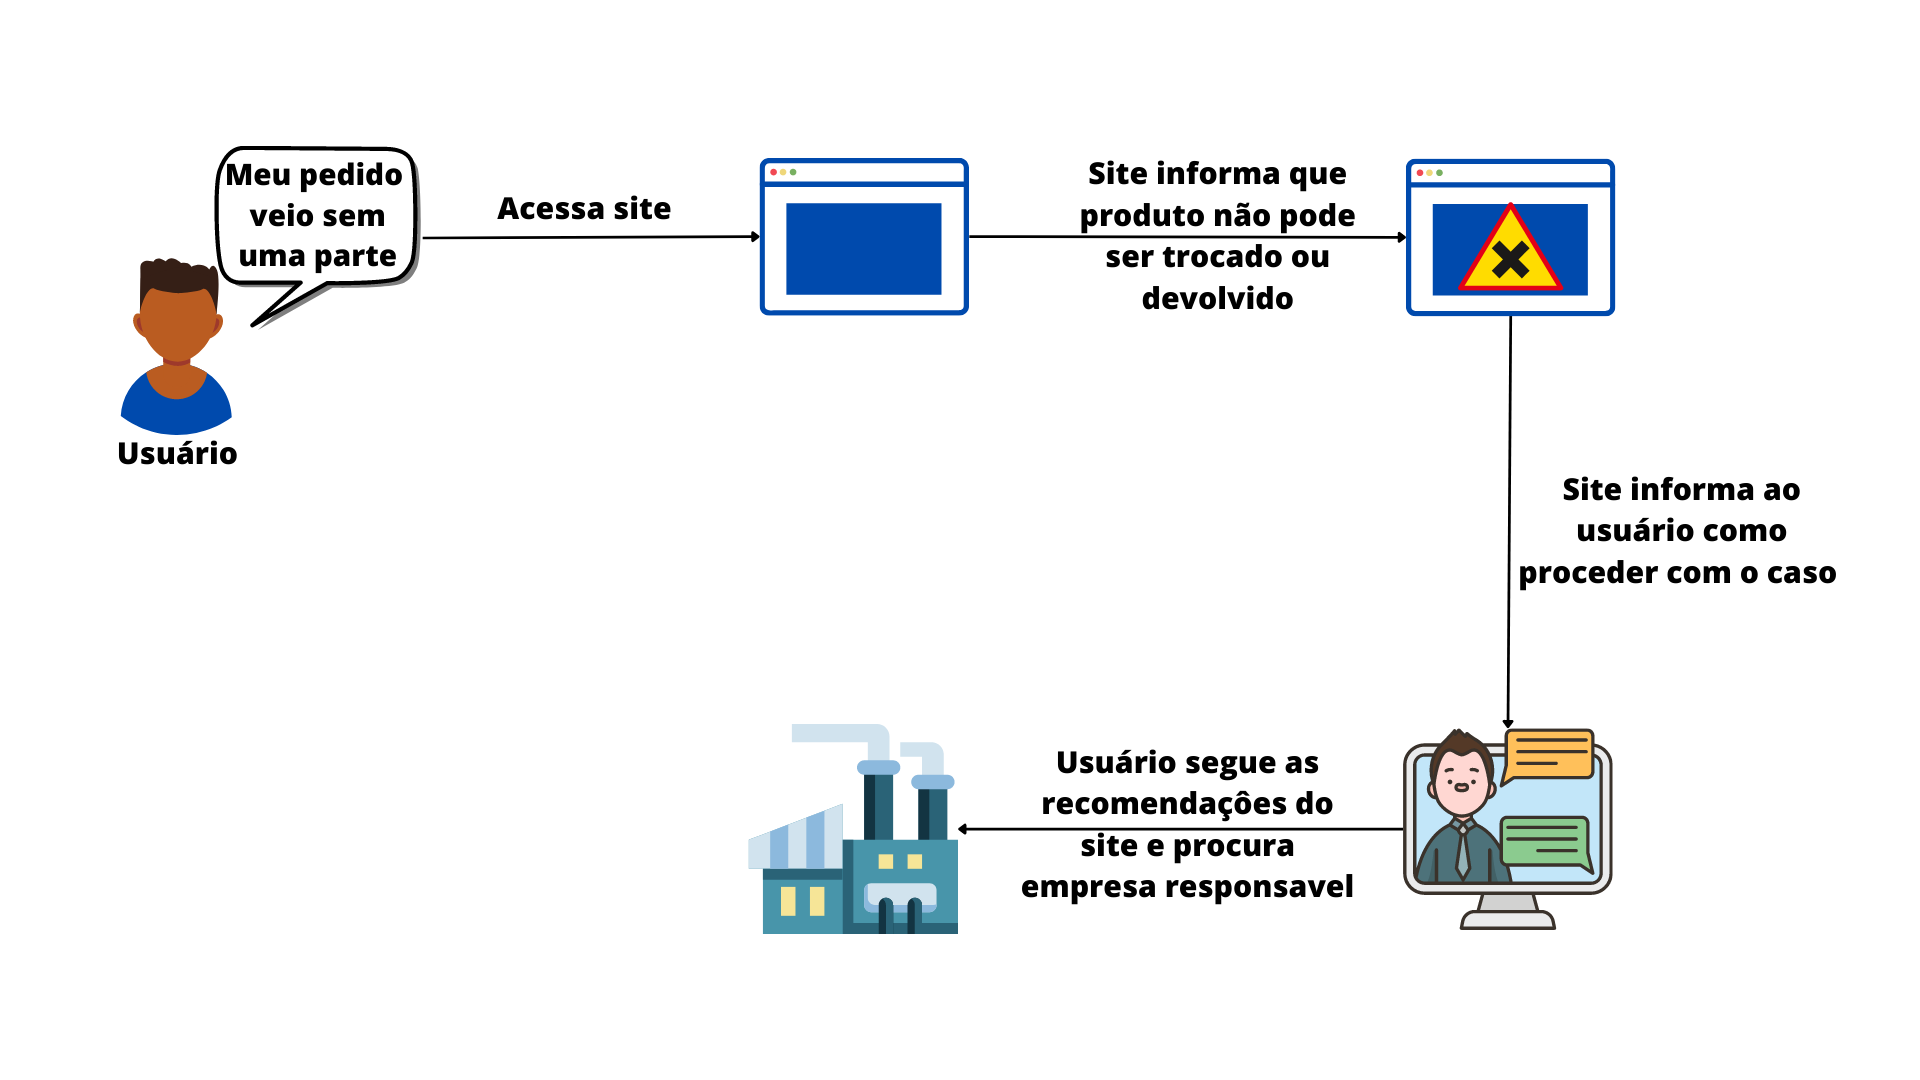 Meu pedido
veio sem
uma parte
Usuário
Acessa site
Site informa que
produto não pode
ser trocado ou
devolvido
Site informa ao
usuário como
proceder com o caso
Usuário segue as
recomendaçôes do
site e procura
empresa responsavel